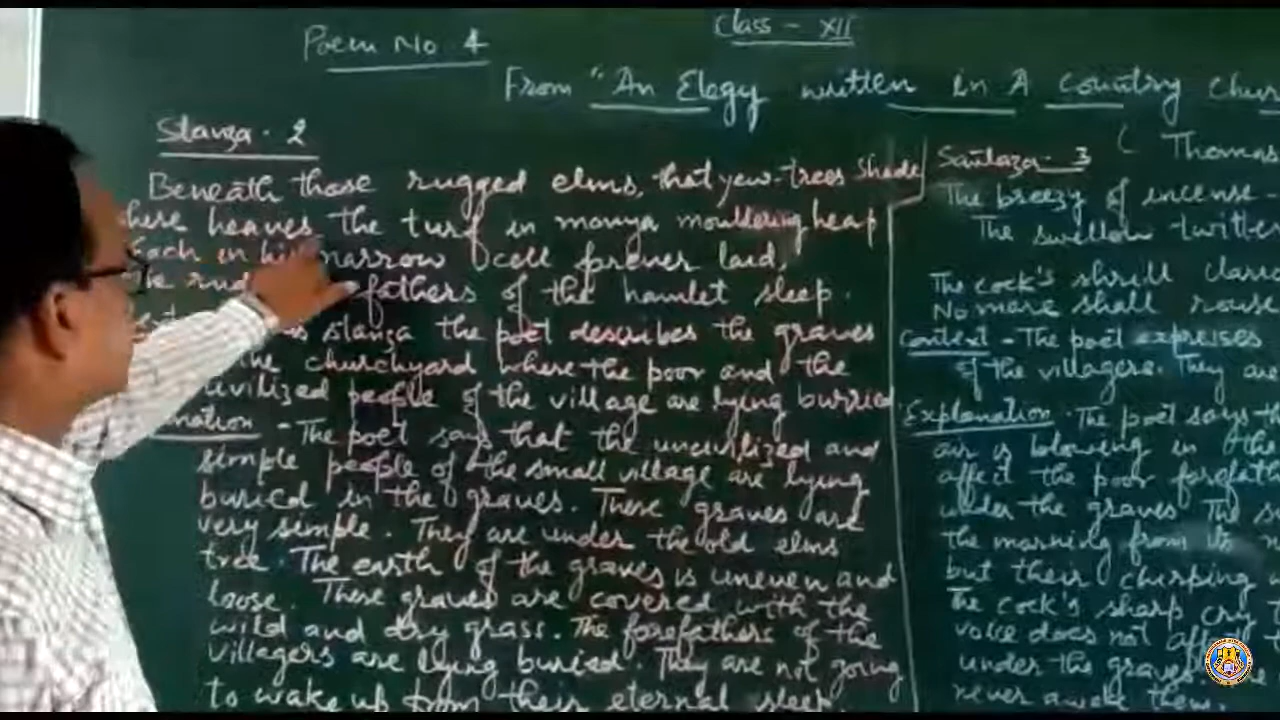 Class - XII
Poem No. 4
From "An Elegy written in A Country Chur
( Thomas
Stanza - 2
Beneath those rugged elms, that yew-trees shade
here heaves the turf in manya mouldering heap
Each in his narrow cell forever laid,
rud fathers of the hamlet sleep.
stanza the poet describes the graves
the churchyard where the poor and the
ivilized people of the village are lying burried
nation - The poet says that the uncivilized and
simple people of the small village are lying
buried in the graves. These graves are
very simple. They are under the old elms
tree. The earth of the graves is uneven and
loose. These graves are covered with the
wild and dry grass. The forefathers of the
villagers are lying buried. They are not going
to wake up from their eternal sleep.
Santaza - 3
The breezy of incense -
The swallow twitter
The cock's shrill claric
No more shall rouse
Context - The poet expreises
of the villagers. They are
Explanation - The poet says th
air is blowing in the
affect the poor forefath
under the graves The s
the morning from its n
but their chirping
The cock's sharp cry
voice does not affect t
under the graves.
never awake them.